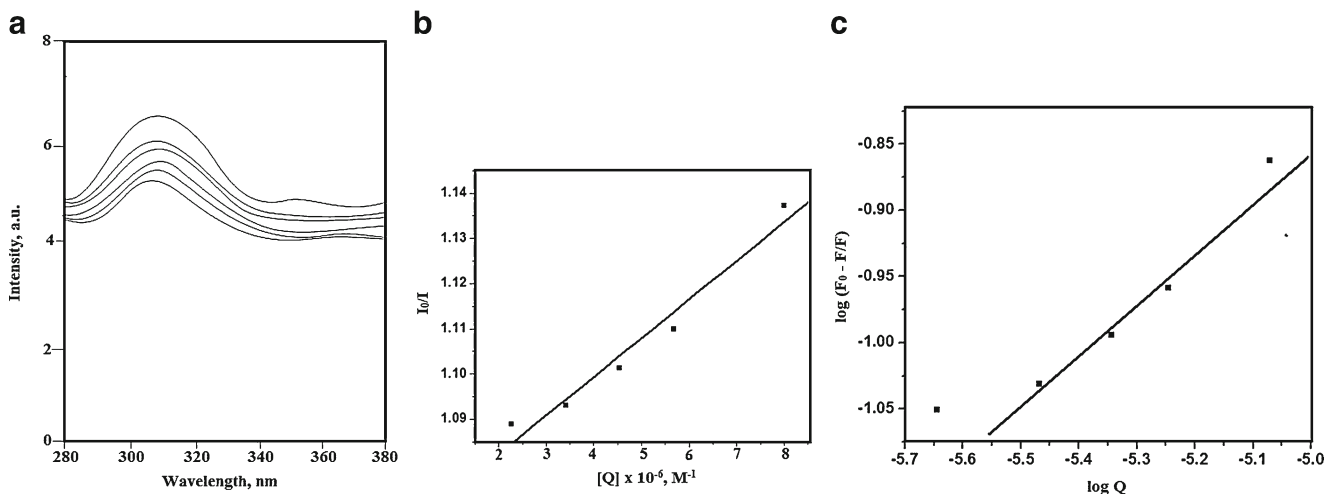 a
8
6
4
2
0
Intensity, a.u.
280 300 320 340 360 380
Wavelength, nm
b
1.14
1.13
1.12
1.11
1.10
1.09
I₀/I
2 3 4 5 6 7 8
[Q] x 10⁻⁶, M⁻¹
c
-0.85
-0.90
-0.95
-1.00
-1.05
log (F₀ - F/F)
-5.7 -5.6 -5.5 -5.4 -5.3 -5.2 -5.1 -5.0
log Q